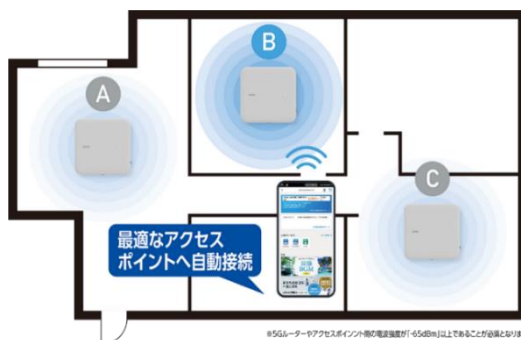 A
B
C
最適なアクセス
ポイントへ自動接続
※5Gルーターやアクセスポイント側の電波強度が「-65dBm」以上であることが必須となりま